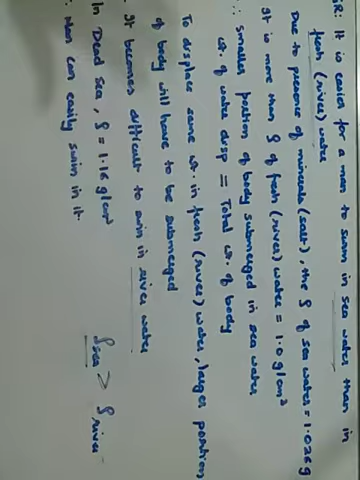 GR: It is easier for a man to swim in sea water than in
fresh (river) water
Due to presence of minerals (salt), the ρ of sea water = 1.026 g
It is more than ρ of fresh (river) water = 1.0 g/cm³
∴ smaller portion of body submerged in sea water
wt. of water disp = Total wt. of body
To displace same wt. in fresh (river) water, larger portion
of body will have to be submerged
It becomes difficult to swim in river water
In Dead sea, ρ = 1.16 g/cm³
∴ Man can easily swim in it.
ρ sea > ρ river